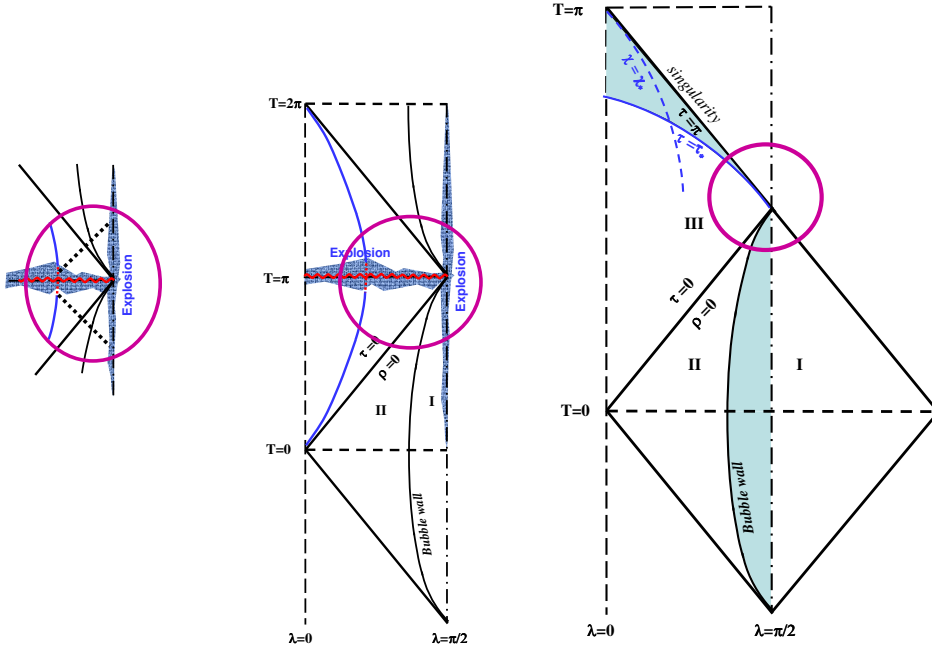 Explosion
T=2π
Explosion
T=π
Explosion
τ=0
ρ=0
II
I
T=0
Bubble wall
λ=0
λ=π/2
T=π
χ=χ*
singularity
τ=π
τ=τ*
III
τ=0
ρ=0
II
I
T=0
Bubble wall
λ=0
λ=π/2